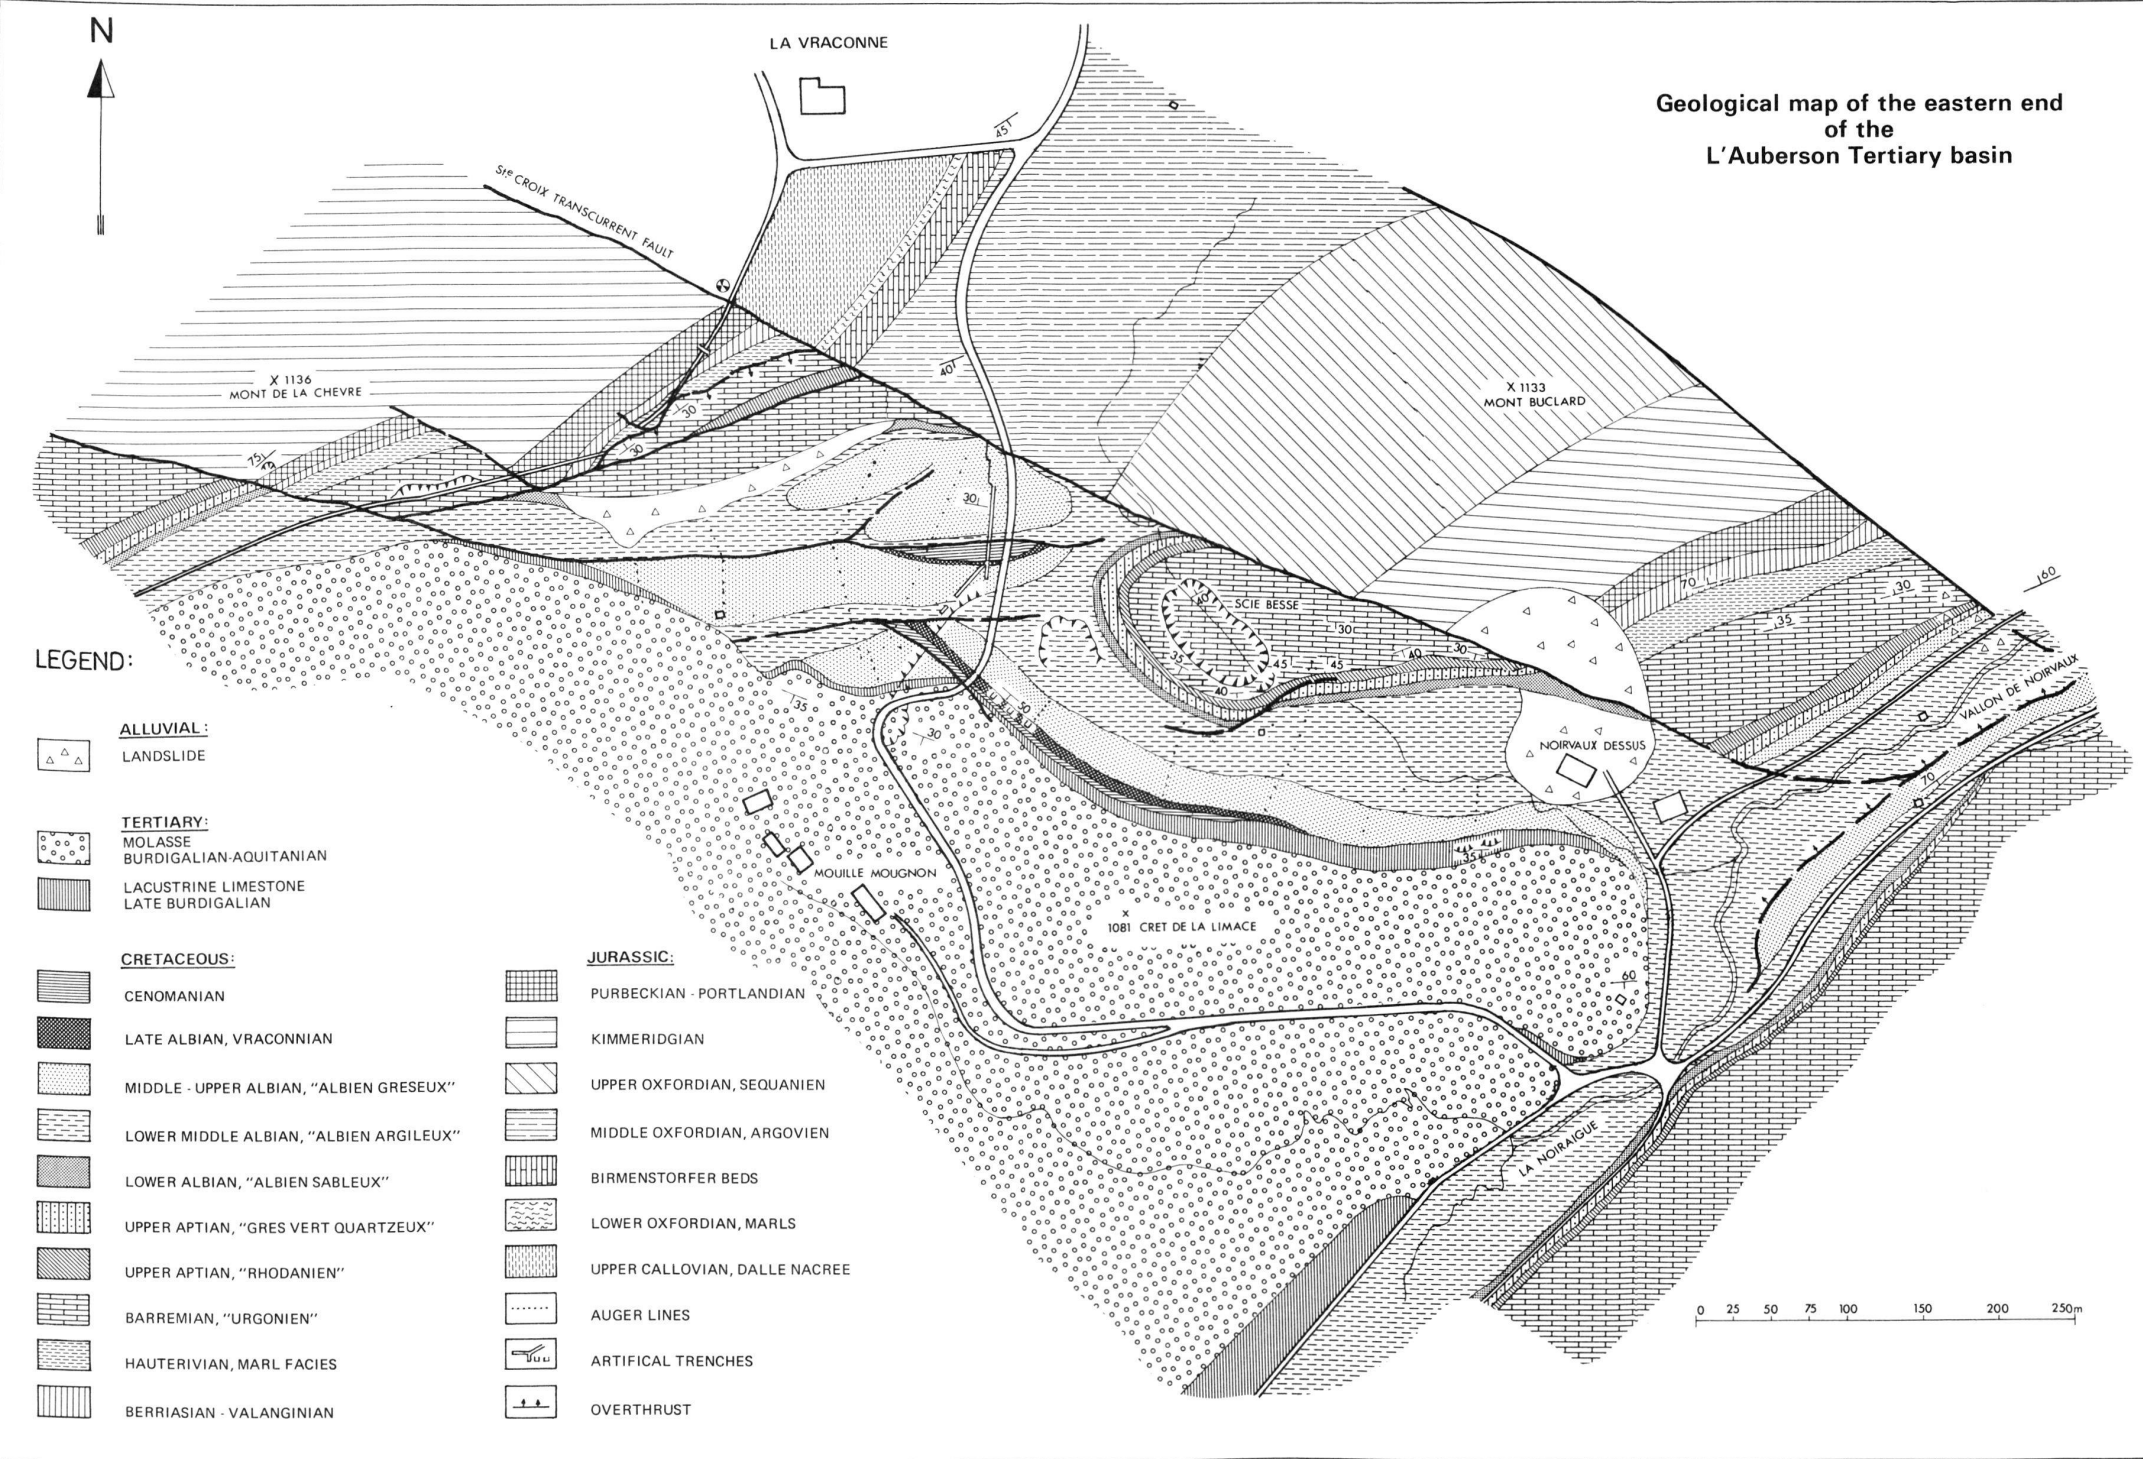 N
LA VRACONNE
Geological map of the eastern end
of the
L'Auberson Tertiary basin
Ste CROIX TRANSCURRENT FAULT
45
40
X 1136
MONT DE LA CHEVRE
X 1133
MONT BUCLARD
30
30
75
30
70
30
60
35
SCIE BESSE
40
30
35
45
45
40
30
40
VALLON DE NOIRVAUX
35
50
30
NOIRVAUX DESSUS
70
35
MOUILLE MOUGNON
x
1081 CRET DE LA LIMACE
60
LA NOIRAIGUE
LEGEND:
ALLUVIAL:
LANDSLIDE
TERTIARY:
MOLASSE
BURDIGALIAN-AQUITANIAN
LACUSTRINE LIMESTONE
LATE BURDIGALIAN
CRETACEOUS:
CENOMANIAN
LATE ALBIAN, VRACONNIAN
MIDDLE - UPPER ALBIAN, "ALBIEN GRESEUX"
LOWER MIDDLE ALBIAN, "ALBIEN ARGILEUX"
LOWER ALBIAN, "ALBIEN SABLEUX"
UPPER APTIAN, "GRES VERT QUARTZEUX"
UPPER APTIAN, "RHODANIEN"
BARREMIAN, "URGONIEN"
HAUTERIVIAN, MARL FACIES
BERRIASIAN - VALANGINIAN
JURASSIC:
PURBECKIAN - PORTLANDIAN
KIMMERIDGIAN
UPPER OXFORDIAN, SEQUANIEN
MIDDLE OXFORDIAN, ARGOVIEN
BIRMENSTORFER BEDS
LOWER OXFORDIAN, MARLS
UPPER CALLOVIAN, DALLE NACREE
AUGER LINES
ARTIFICAL TRENCHES
OVERTHRUST
0 25 50 75 100 150 200 250m